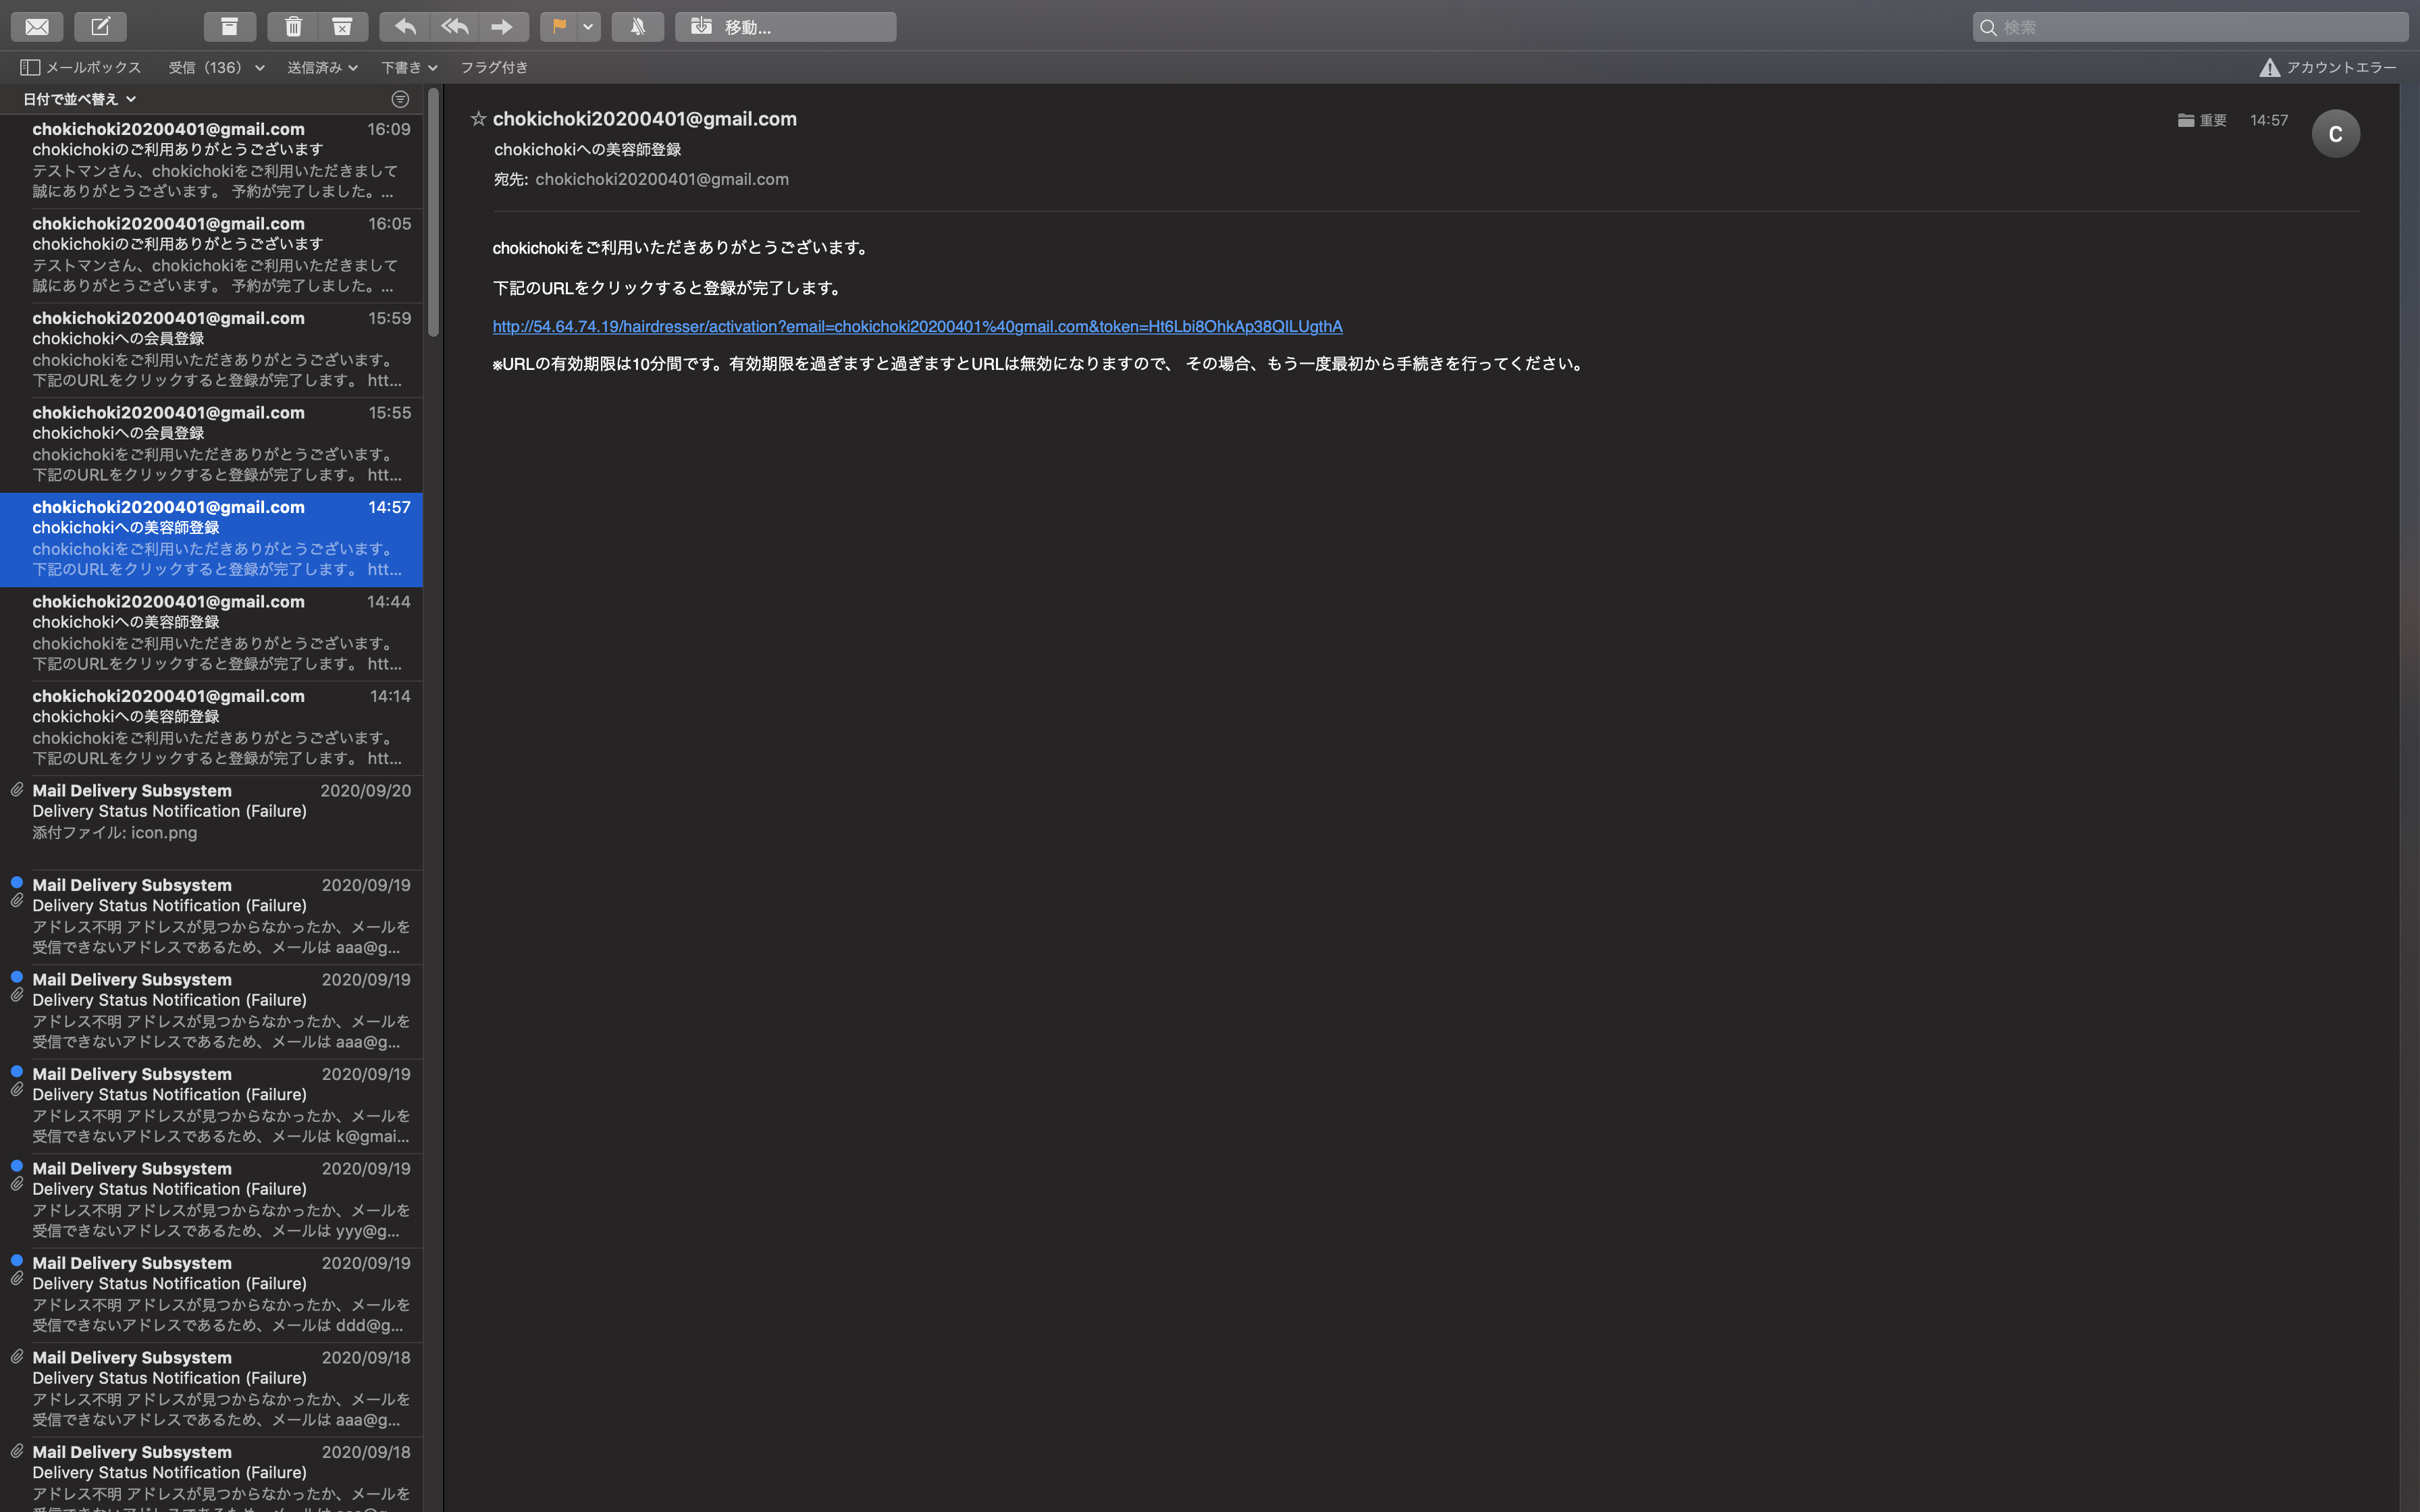 移動...
検索
メールボックス 受信（136） 送信済み 下書き フラグ付き
アカウントエラー
日付で並べ替え
chokichoki20200401@gmail.com 16:09
chokichokiのご利用ありがとうございます
テストマンさん、chokichokiをご利用いただきまして
誠にありがとうございます。 予約が完了しました。...
chokichoki20200401@gmail.com 16:05
chokichokiのご利用ありがとうございます
テストマンさん、chokichokiをご利用いただきまして
誠にありがとうございます。 予約が完了しました。...
chokichoki20200401@gmail.com 15:59
chokichokiへの会員登録
chokichokiをご利用いただきありがとうございます。
下記のURLをクリックすると登録が完了します。 htt...
chokichoki20200401@gmail.com 15:55
chokichokiへの会員登録
chokichokiをご利用いただきありがとうございます。
下記のURLをクリックすると登録が完了します。 htt...
chokichoki20200401@gmail.com 14:57
chokichokiへの美容師登録
chokichokiをご利用いただきありがとうございます。
下記のURLをクリックすると登録が完了します。 htt...
chokichoki20200401@gmail.com 14:44
chokichokiへの美容師登録
chokichokiをご利用いただきありがとうございます。
下記のURLをクリックすると登録が完了します。 htt...
chokichoki20200401@gmail.com 14:14
chokichokiへの美容師登録
chokichokiをご利用いただきありがとうございます。
下記のURLをクリックすると登録が完了します。 htt...
Mail Delivery Subsystem 2020/09/20
Delivery Status Notification (Failure)
添付ファイル: icon.png
Mail Delivery Subsystem 2020/09/19
Delivery Status Notification (Failure)
アドレス不明 アドレスが見つからなかったか、メールを
受信できないアドレスであるため、メールは aaa@g...
Mail Delivery Subsystem 2020/09/19
Delivery Status Notification (Failure)
アドレス不明 アドレスが見つからなかったか、メールを
受信できないアドレスであるため、メールは aaa@g...
Mail Delivery Subsystem 2020/09/19
Delivery Status Notification (Failure)
アドレス不明 アドレスが見つからなかったか、メールを
受信できないアドレスであるため、メールは k@gmai...
Mail Delivery Subsystem 2020/09/19
Delivery Status Notification (Failure)
アドレス不明 アドレスが見つからなかったか、メールを
受信できないアドレスであるため、メールは yyy@g...
Mail Delivery Subsystem 2020/09/19
Delivery Status Notification (Failure)
アドレス不明 アドレスが見つからなかったか、メールを
受信できないアドレスであるため、メールは ddd@g...
Mail Delivery Subsystem 2020/09/18
Delivery Status Notification (Failure)
アドレス不明 アドレスが見つからなかったか、メールを
受信できないアドレスであるため、メールは aaa@g...
Mail Delivery Subsystem 2020/09/18
Delivery Status Notification (Failure)
アドレス不明 アドレスが見つからなかったか、メールを
chokichoki20200401@gmail.com
重要 14:57
C
chokichokiへの美容師登録
宛先: chokichoki20200401@gmail.com
chokichokiをご利用いただきありがとうございます。
下記のURLをクリックすると登録が完了します。
http://54.64.74.19/hairdresser/activation?email=chokichoki20200401%40gmail.com&token=Ht6Lbi8OhkAp38QILUgthA
※URLの有効期限は10分間です。有効期限を過ぎますと過ぎますとURLは無効になりますので、 その場合、もう一度最初から手続きを行ってください。